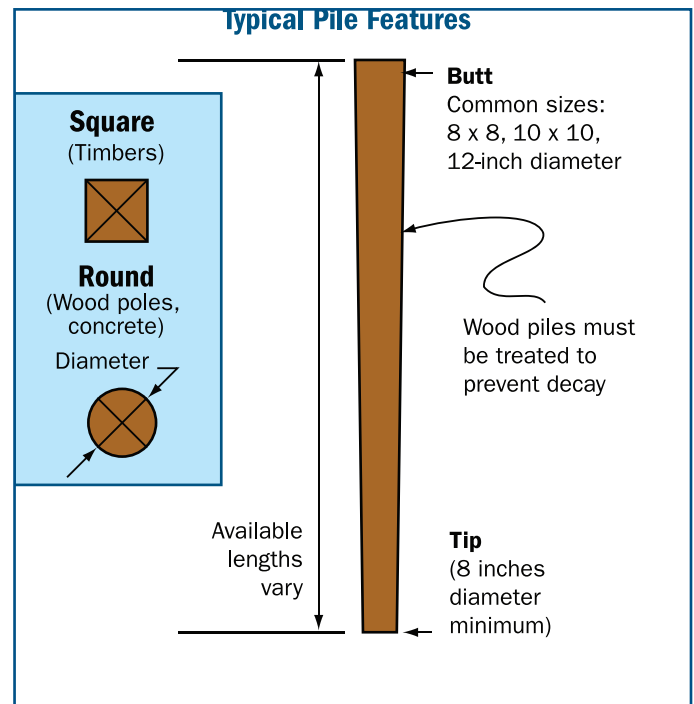 Typical Pile Features
Square
(Timbers)
Round
(Wood poles,
concrete)
Diameter
Butt
Common sizes:
8 x 8, 10 x 10,
12-inch diameter
Wood piles must
be treated to
prevent decay
Available
lengths
vary
Tip
(8 inches
diameter
minimum)